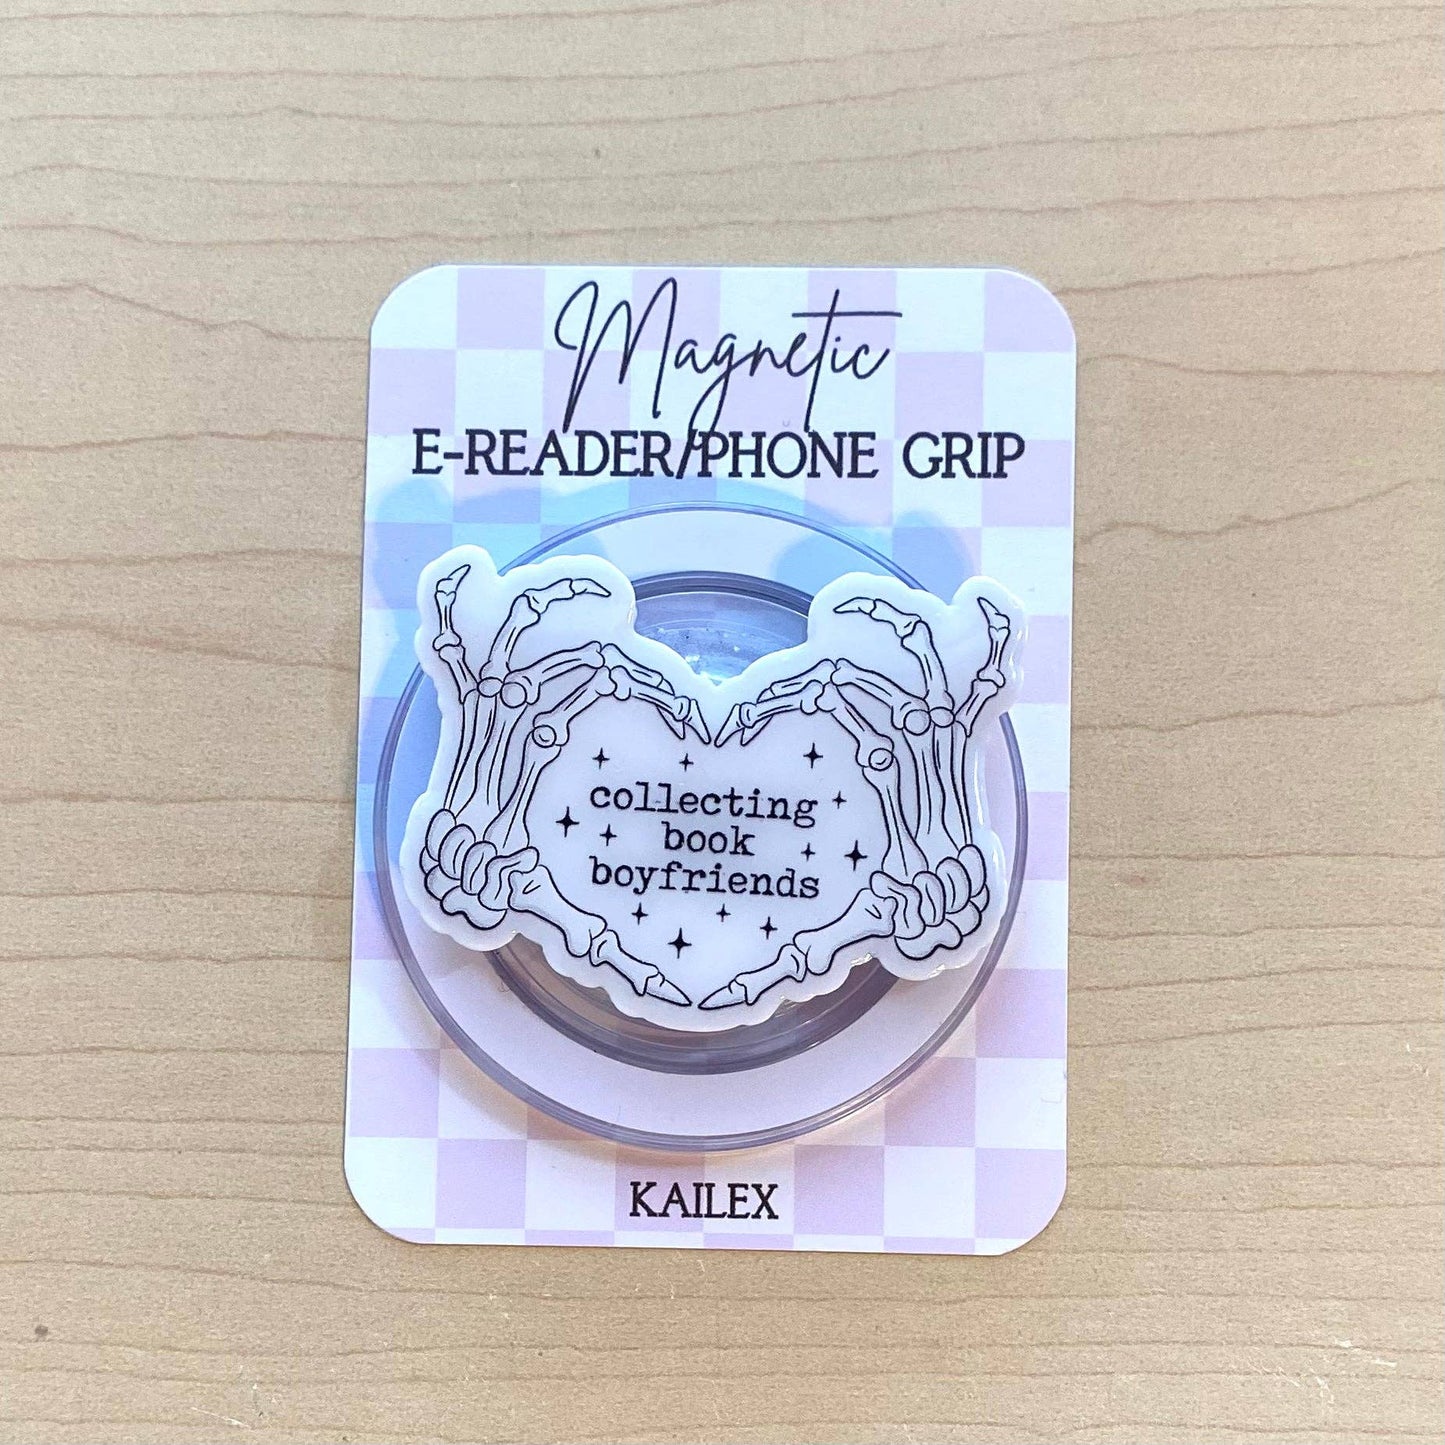 Magnetic
E-READER/PHONE GRIP
collecting
book
boyfriends
KAILEX